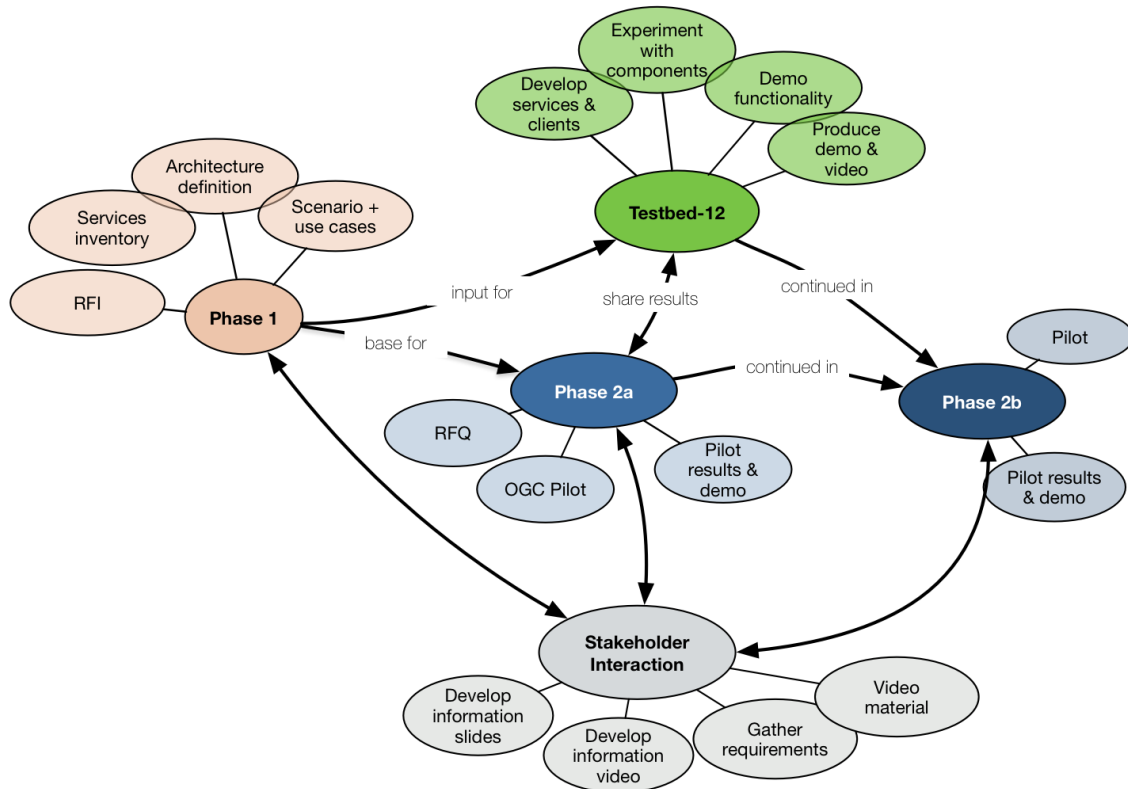 Experiment
with
components
Develop
services &
clients
Demo
functionality
Produce
demo &
video
Testbed-12
Architecture
definition
Services
inventory
Scenario +
use cases
RFI
Phase 1
input for
share results
continued in
base for
continued in
Phase 2a
Pilot
Phase 2b
RFQ
OGC Pilot
Pilot
results &
demo
Pilot results
& demo
Stakeholder
Interaction
Develop
information
slides
Develop
information
video
Gather
requirements
Video
material